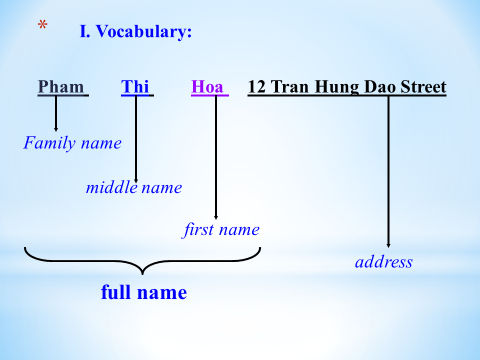 * I. Vocabulary:
Pham Thi Hoa 12 Tran Hung Dao Street
Family name
middle name
first name
address
full name